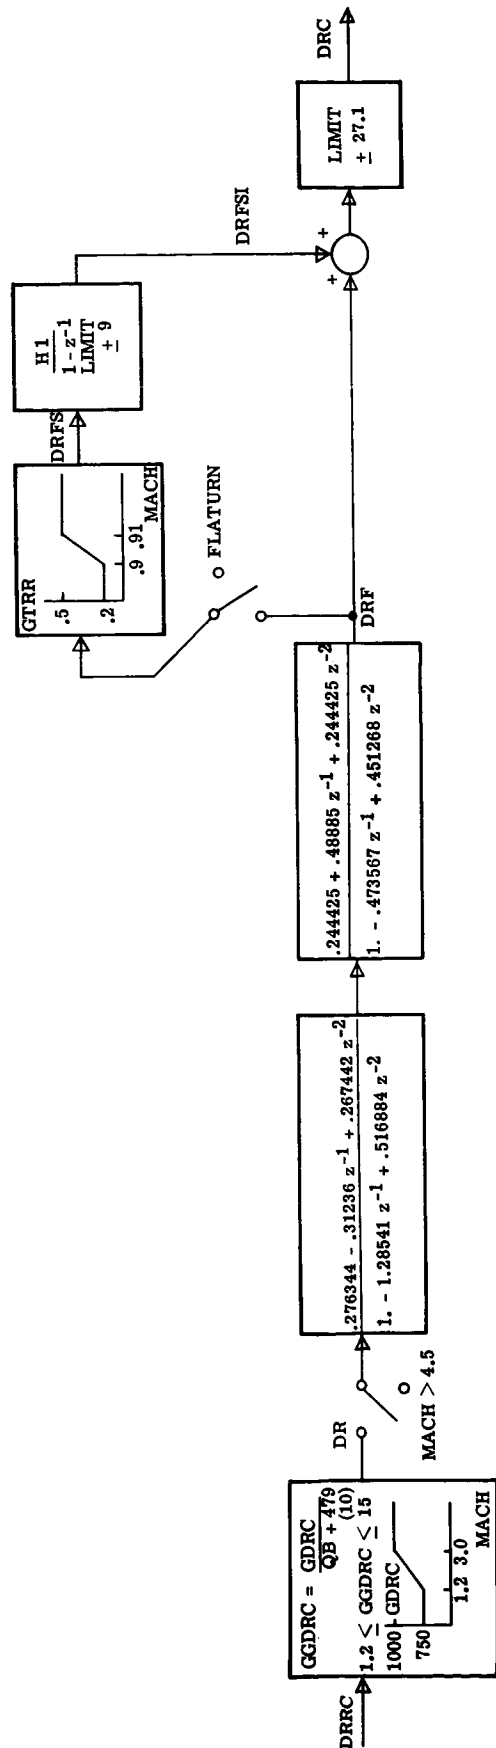 DRRC
GGDRC = GDRC
QB + 479
(10)
1.2 ≤ GGDRC ≤ 15
1000
GDRC
750
1.2 3.0
MACH
DR
MACH > 4.5
.276344 - .31236 z-1 + .267442 z-2
1. - 1.28541 z-1 + .516884 z-2
.244425 + .48885 z-1 + .244425 z-2
1. - .473567 z-1 + .451268 z-2
DRF
FLATURN
GTRR
.5
.2
.9 .91
MACH
DRFS
H1
1-z-1
LIMIT
± 9
DRFSI
+
+
LIMIT
± 27.1
DRC